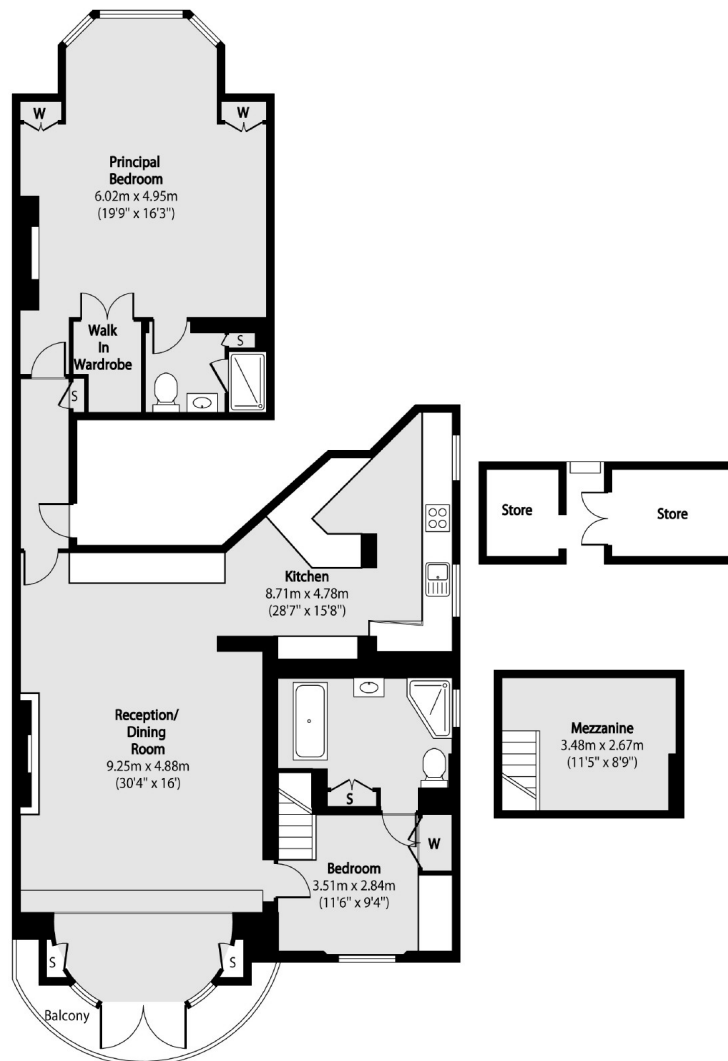 W
W
Principal
Bedroom
6.02m x 4.95m
(19'9" x 16'3")
Walk
In
Wardrobe
S
S
Store
Store
Kitchen
8.71m x 4.78m
(28'7" x 15'8")
Reception/
Dining
Room
9.25m x 4.88m
(30'4" x 16')
Mezzanine
3.48m x 2.67m
(11'5" x 8'9")
S
W
Bedroom
3.51m x 2.84m
(11'6" x 9'4")
S
S
Balcony